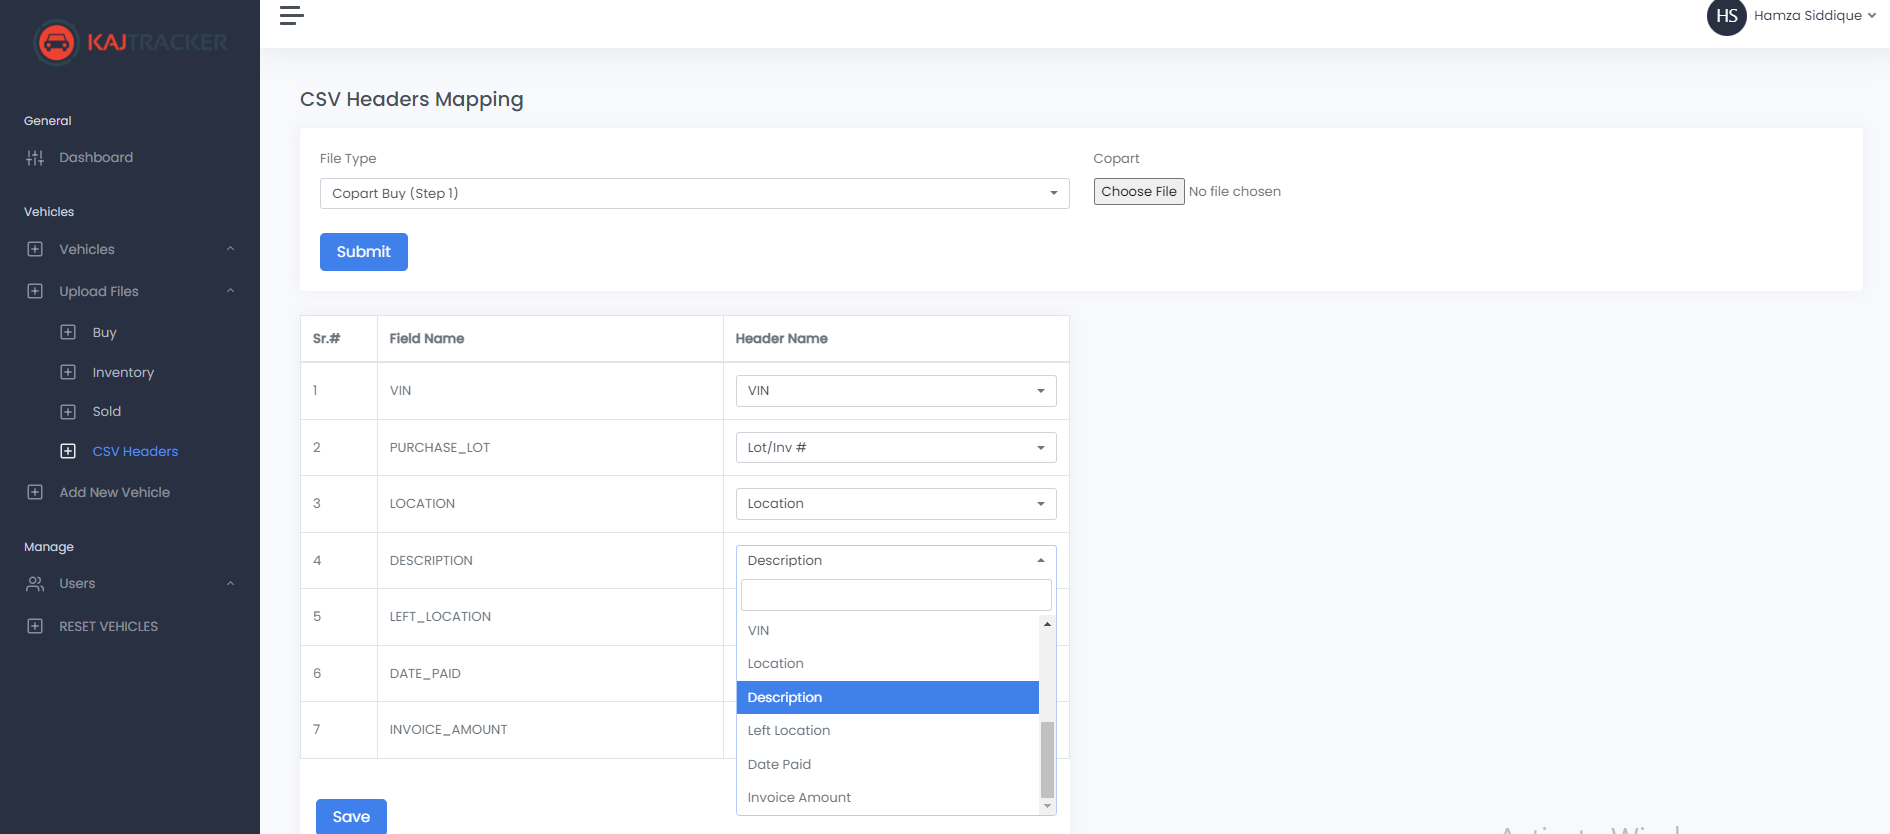 KAJTRACKER
HS Hamza Siddique
General
Dashboard
Vehicles
Vehicles
Upload Files
Buy
Inventory
Sold
CSV Headers
Add New Vehicle
Manage
Users
RESET VEHICLES
CSV Headers Mapping
File Type
Copart Buy (Step 1)
Copart
Choose File No file chosen
Submit
Sr.# Field Name Header Name
1 VIN VIN
2 PURCHASE_LOT Lot/Inv #
3 LOCATION Location
4 DESCRIPTION Description
5 LEFT_LOCATION
6 DATE_PAID
7 INVOICE_AMOUNT
VIN
Location
Description
Left Location
Date Paid
Invoice Amount
Save